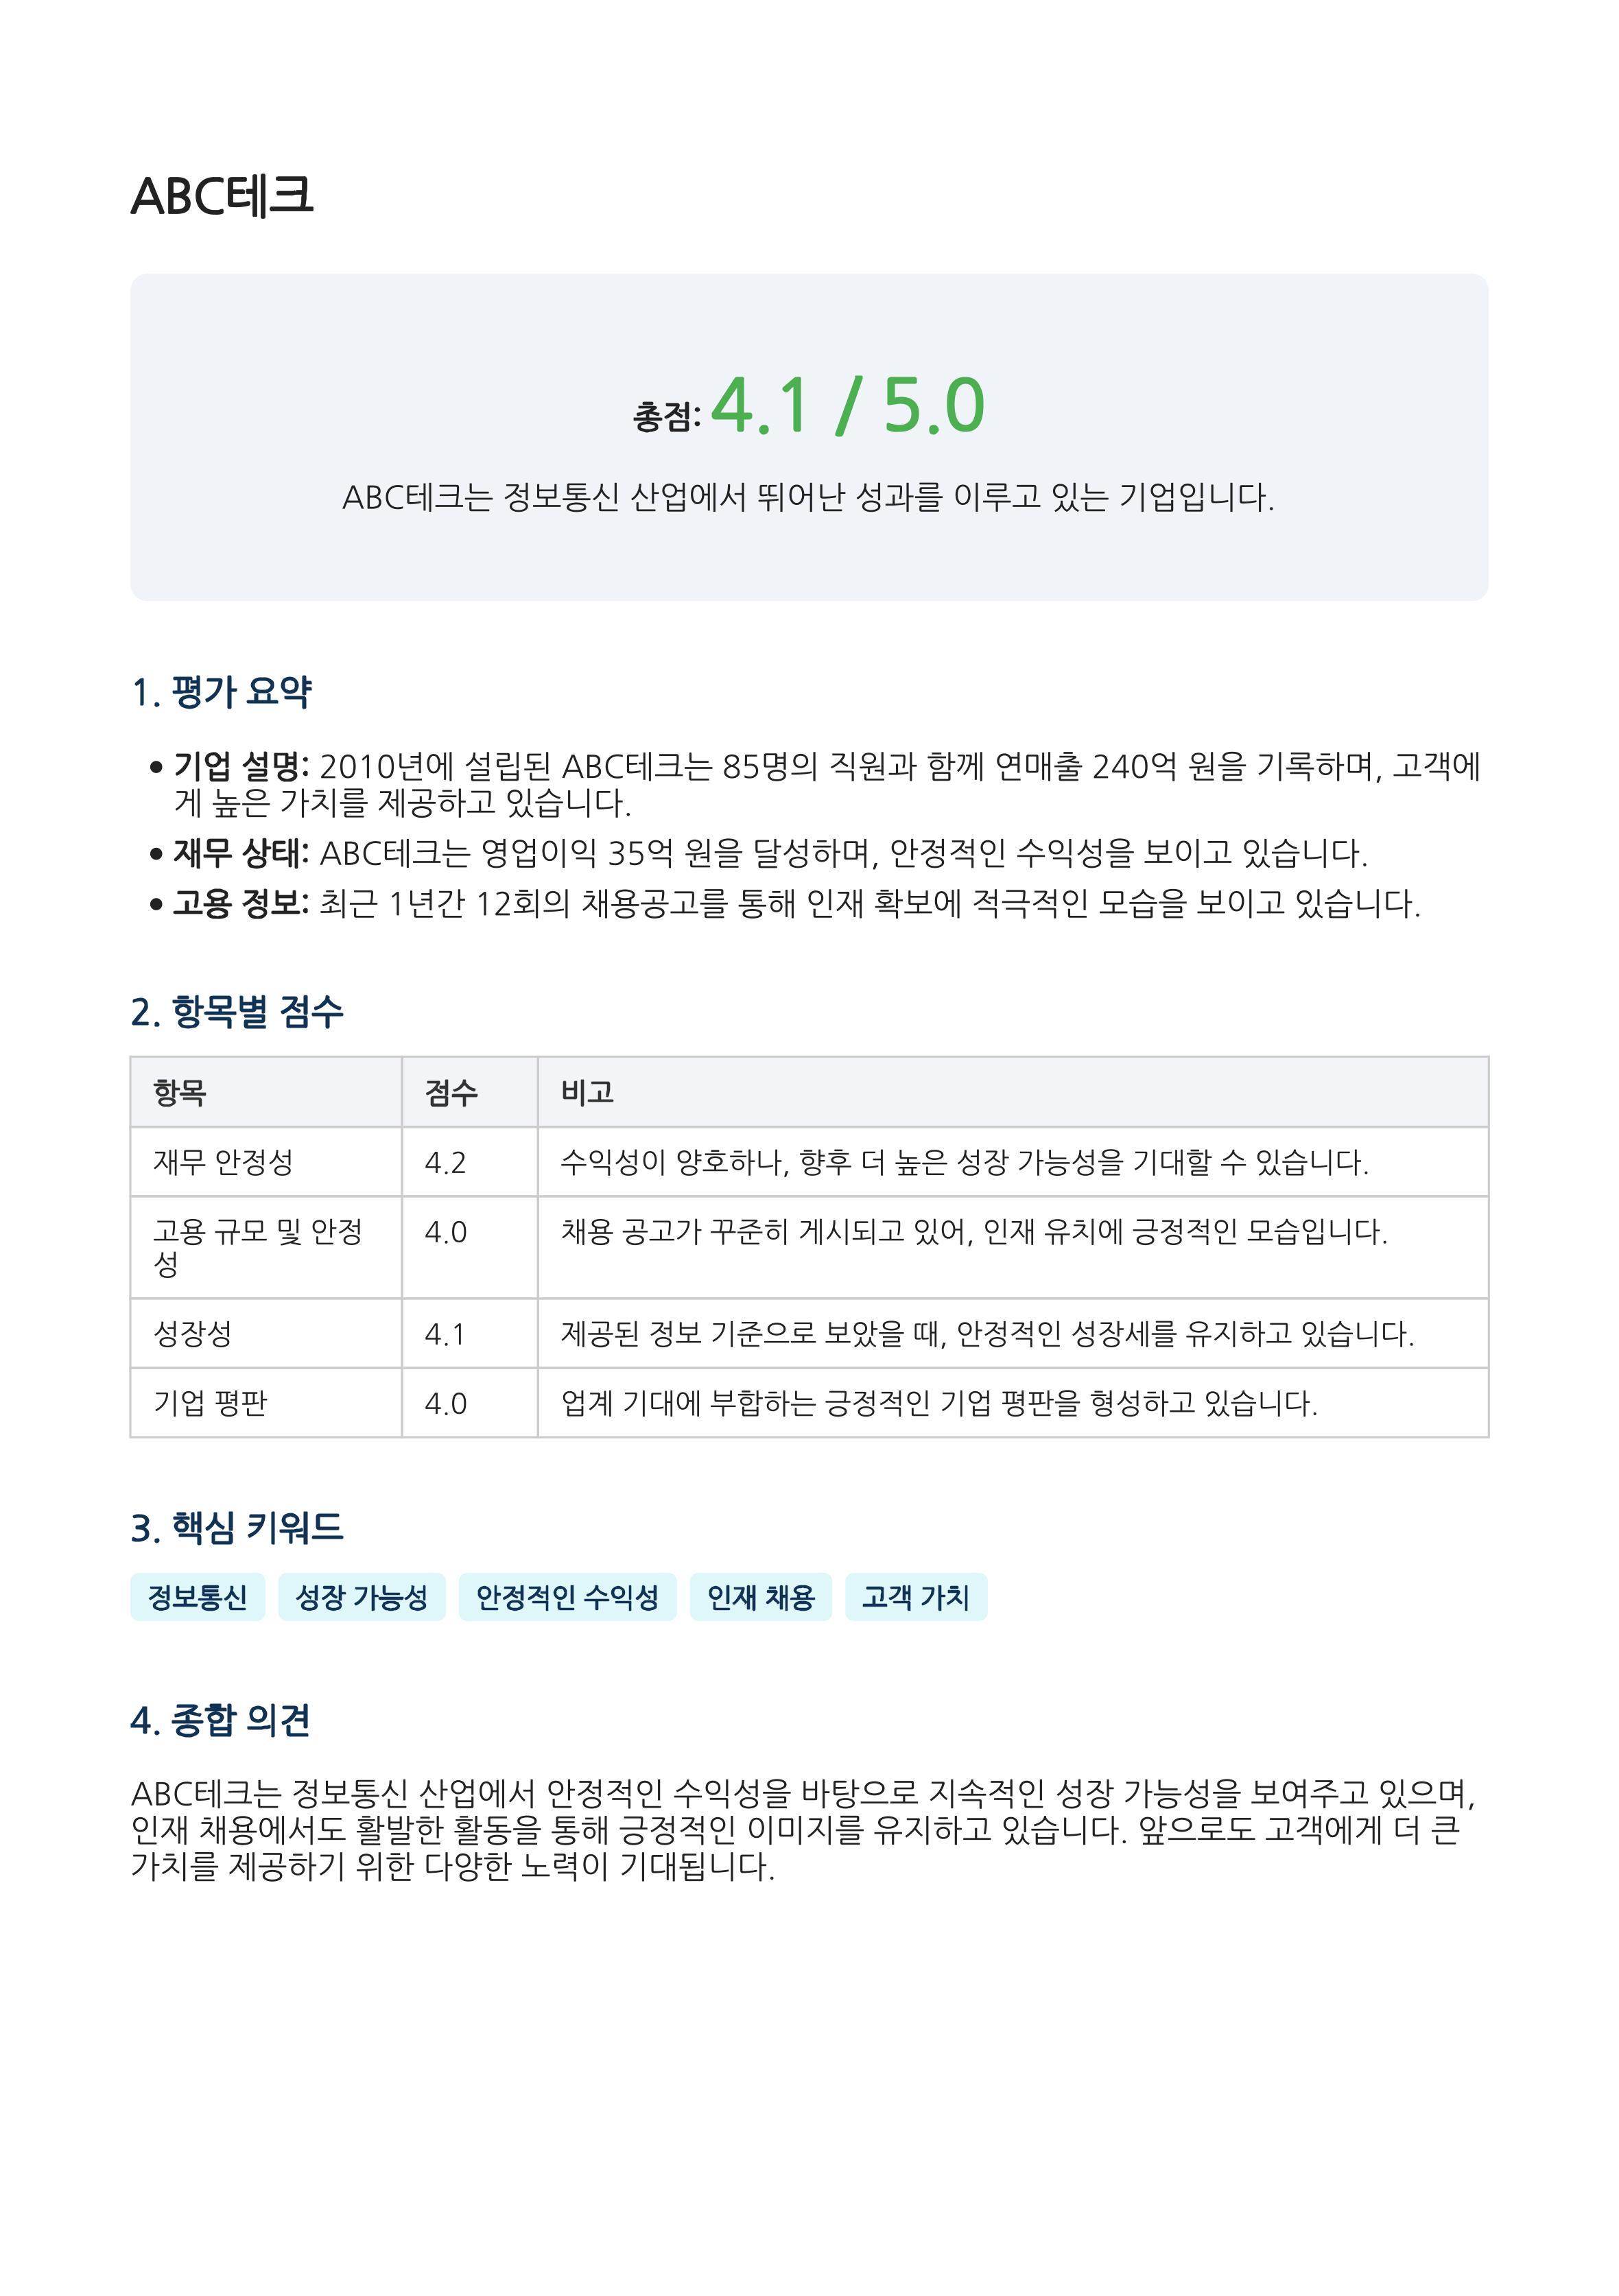 ABC테크
총점: 4.1 / 5.0
ABC테크는 정보통신 산업에서 뛰어난 성과를 이루고 있는 기업입니다.
1. 평가 요약
• 기업 설명: 2010년에 설립된 ABC테크는 85명의 직원과 함께 연매출 240억 원을 기록하며, 고객에
게 높은 가치를 제공하고 있습니다.
• 재무 상태: ABC테크는 영업이익 35억 원을 달성하며, 안정적인 수익성을 보이고 있습니다.
• 고용 정보: 최근 1년간 12회의 채용공고를 통해 인재 확보에 적극적인 모습을 보이고 있습니다.
2. 항목별 점수
항목 점수 비고
재무 안정성 4.2 수익성이 양호하나, 향후 더 높은 성장 가능성을 기대할 수 있습니다.
고용 규모 및 안정 4.0 채용 공고가 꾸준히 게시되고 있어, 인재 유치에 긍정적인 모습입니다.
성
성장성 4.1 제공된 정보 기준으로 보았을 때, 안정적인 성장세를 유지하고 있습니다.
기업 평판 4.0 업계 기대에 부합하는 긍정적인 기업 평판을 형성하고 있습니다.
3. 핵심 키워드
정보통신 성장 가능성 안정적인 수익성 인재 채용 고객 가치
4. 종합 의견
ABC테크는 정보통신 산업에서 안정적인 수익성을 바탕으로 지속적인 성장 가능성을 보여주고 있으며,
인재 채용에서도 활발한 활동을 통해 긍정적인 이미지를 유지하고 있습니다. 앞으로도 고객에게 더 큰
가치를 제공하기 위한 다양한 노력이 기대됩니다.